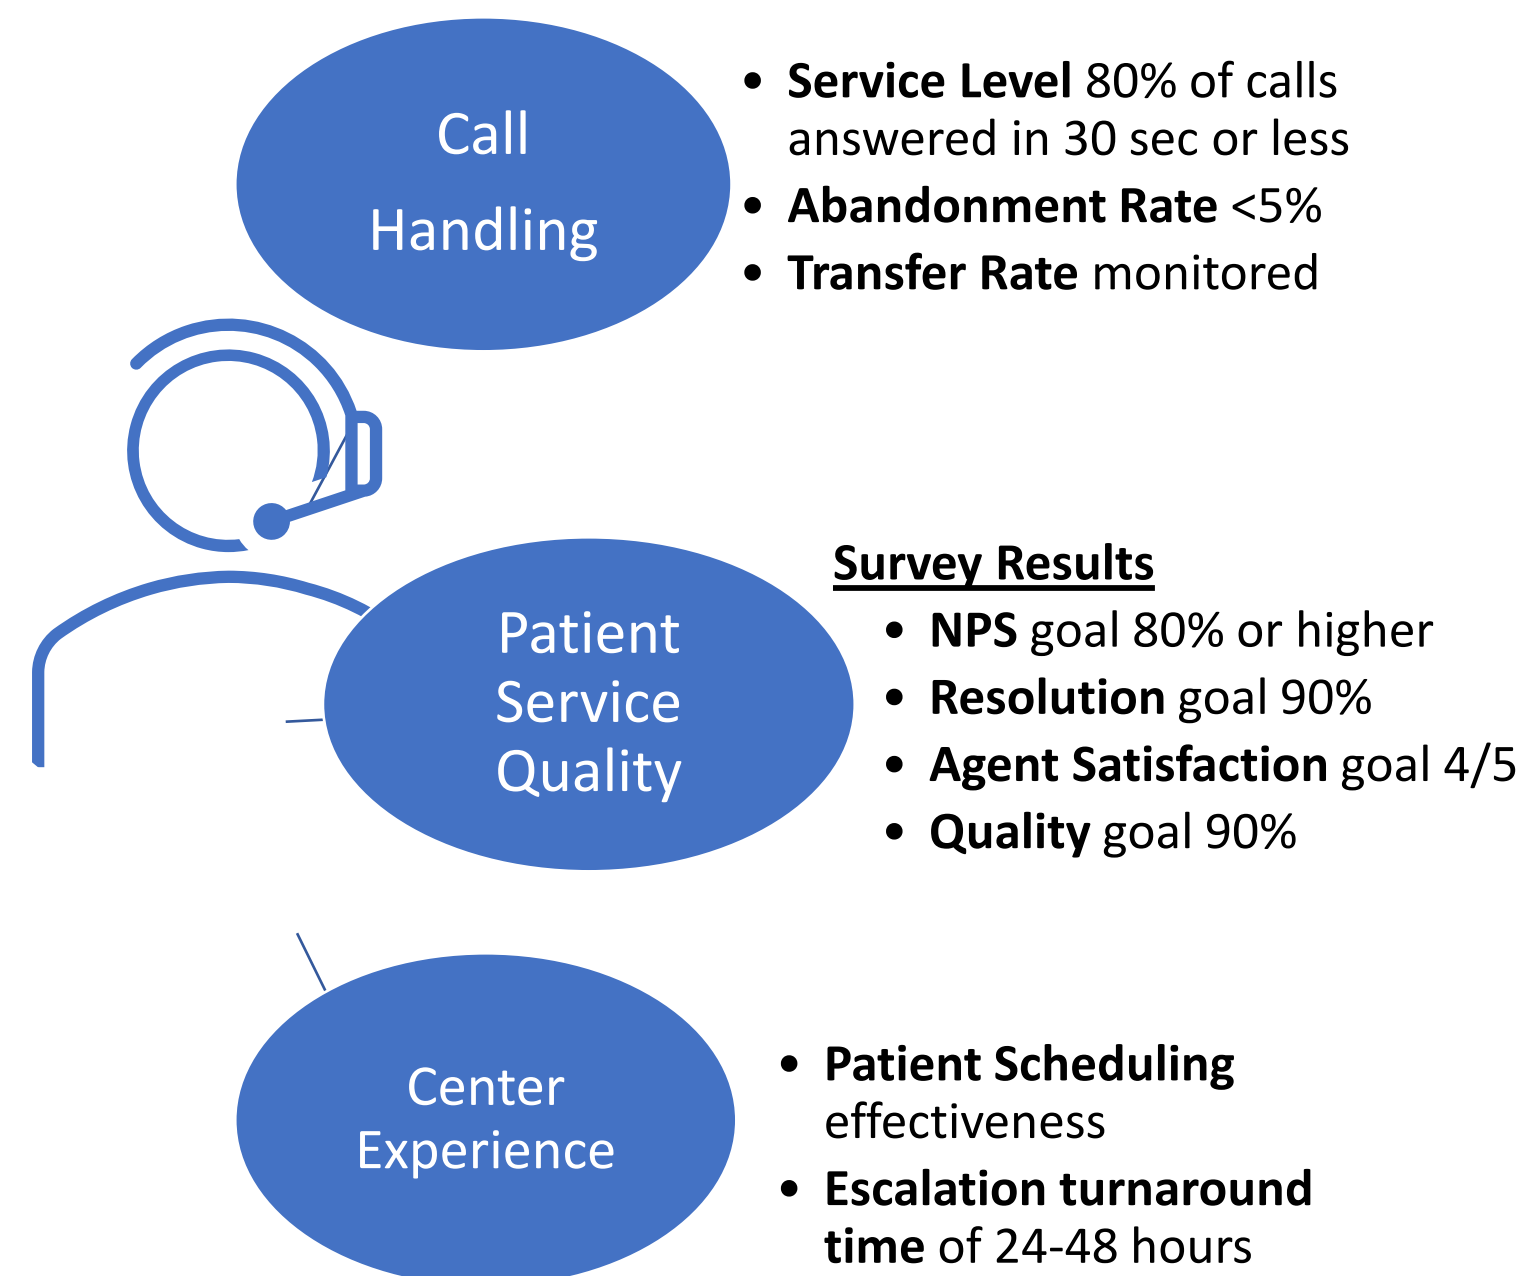 Call
Handling
• Service Level 80% of calls
answered in 30 sec or less
• Abandonment Rate <5%
• Transfer Rate monitored
Patient
Service
Quality
Survey Results
• NPS goal 80% or higher
• Resolution goal 90%
• Agent Satisfaction goal 4/5
• Quality goal 90%
Center
Experience
• Patient Scheduling
effectiveness
• Escalation turnaround
time of 24-48 hours